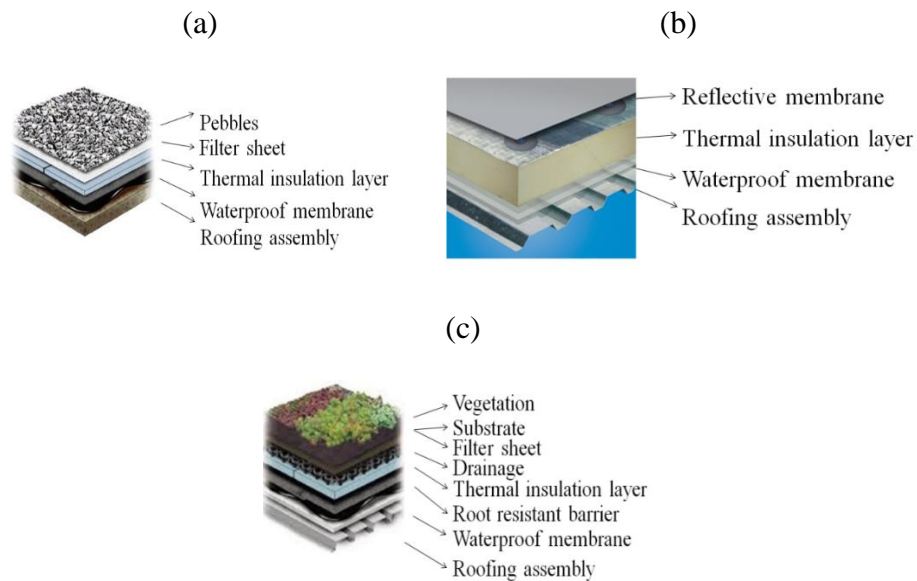 (a)
Pebbles
Filter sheet
Thermal insulation layer
Waterproof membrane
Roofing assembly
(b)
Reflective membrane
Thermal insulation layer
Waterproof membrane
Roofing assembly
(c)
Vegetation
Substrate
Filter sheet
Drainage
Thermal insulation layer
Root resistant barrier
Waterproof membrane
Roofing assembly